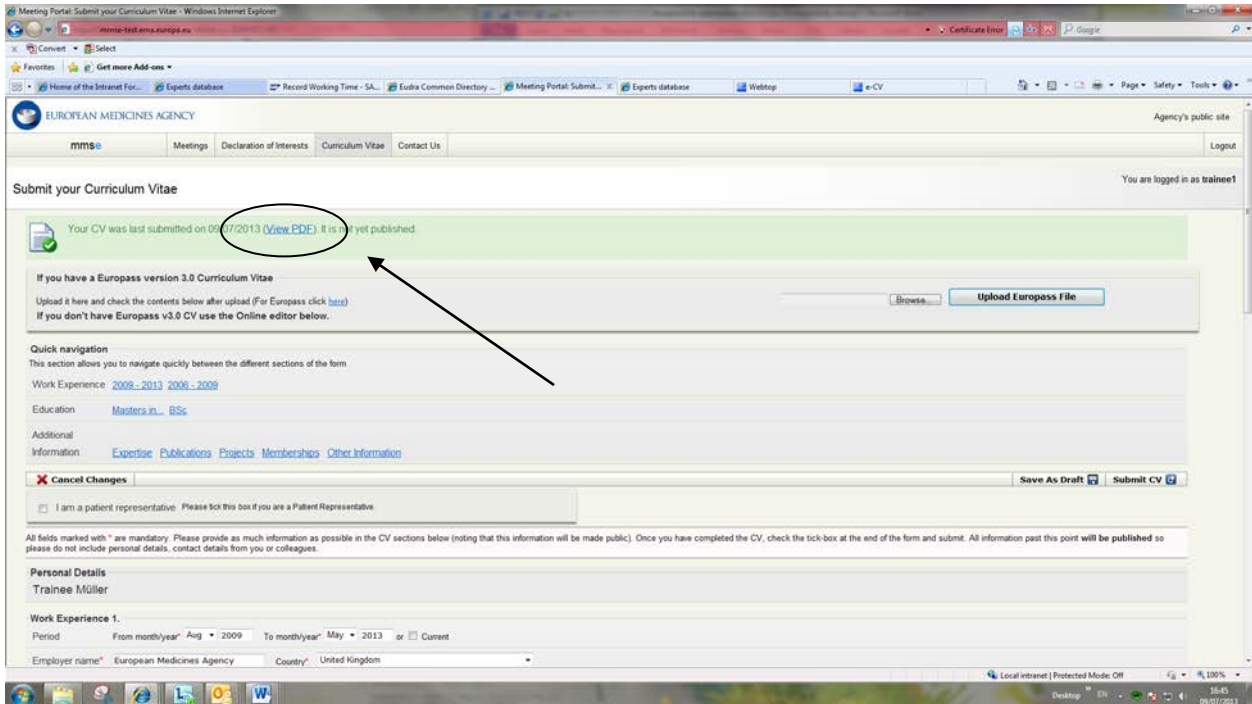 Meeting Portal: Submit your Curriculum Vitae - Windows Internet Explorer
mmse-test.ema.europa.eu Certificate Error Google
x Convert Select
Favorites Get more Add-ons
Home of the Intranet For... Experts database Record Working Time - SA... Eudra Common Directory ... Meeting Portal: Submit... Experts database Webtop e-CV Page Safety Tools
EUROPEAN MEDICINES AGENCY Agency's public site
mmse Meetings Declaration of Interests Curriculum Vitae Contact Us Logout
Submit your Curriculum Vitae You are logged in as trainee1
Your CV was last submitted on 09/07/2013 (View PDF). It is not yet published.
If you have a Europass version 3.0 Curriculum Vitae
Upload it here and check the contents below after upload (For Europass click here) Browse... Upload Europass File
If you don't have Europass v3.0 CV use the Online editor below.
Quick navigation
This section allows you to navigate quickly between the different sections of the form
Work Experience 2009 - 2013 2006 - 2009
Education Masters in... BSc
Additional
Information Expertise Publications Projects Memberships Other Information
Cancel Changes Save As Draft Submit CV
I am a patient representative Please tick this box if you are a Patient Representative.
All fields marked with * are mandatory. Please provide as much information as possible in the CV sections below (noting that this information will be made public). Once you have completed the CV, check the tick-box at the end of the form and submit. All information past this point will be published so
please do not include personal details, contact details from you or colleagues.
Personal Details
Trainee Müller
Work Experience 1.
Period From month/year* Aug 2009 To month/year* May 2013 or Current
Employer name* European Medicines Agency Country* United Kingdom
Local intranet | Protected Mode: Off 100%
Desktop EN 16:45
09/07/2013